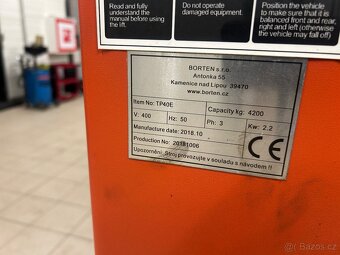 Read and fully
understand the
manual before using
the lift.
Do not operate
damaged equipment.
Position the vehicle
to make sure that it is
balanced front and rear,
right and left (otherwise
the vehicle may fall off)
BORTEN s.r.o.
Antonka 55
Kamenice nad Lipou 39470
www.borten.cz
Item No: TP40E
Capacity kg: 4200
V: 400
Hz: 50
Ph: 3
Kw: 2.2
Manufacture date: 2018.10
Production No: 20181006
Upozornění: Stroj provozujte v souladu s návodem !!
CE
Bazos.cz